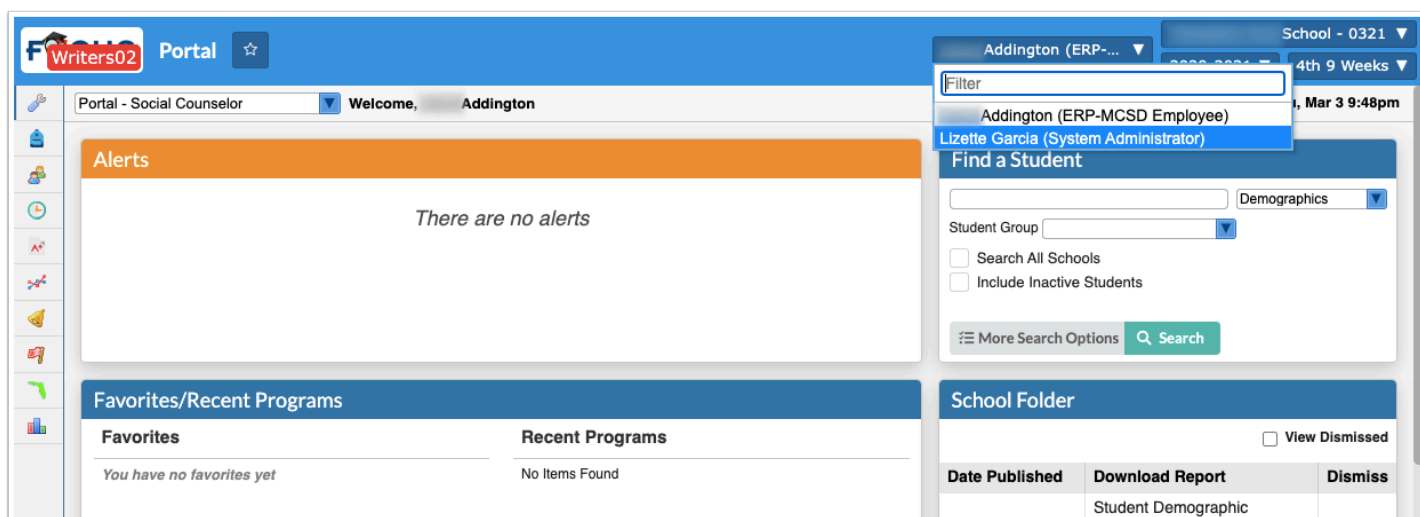 Writers02
Portal
Addington (ERP-... ▼
School - 0321 ▼
4th 9 Weeks ▼
Filter
Addington (ERP-MCSD Employee)
Lizette Garcia (System Administrator)
Portal - Social Counselor
Welcome, Addington
Mar 3 9:48pm
Alerts
There are no alerts
Find a Student
Demographics
Student Group
Search All Schools
Include Inactive Students
More Search Options
Search
Favorites/Recent Programs
Favorites
Recent Programs
You have no favorites yet
No Items Found
School Folder
View Dismissed
Date Published
Download Report
Dismiss
Student Demographic